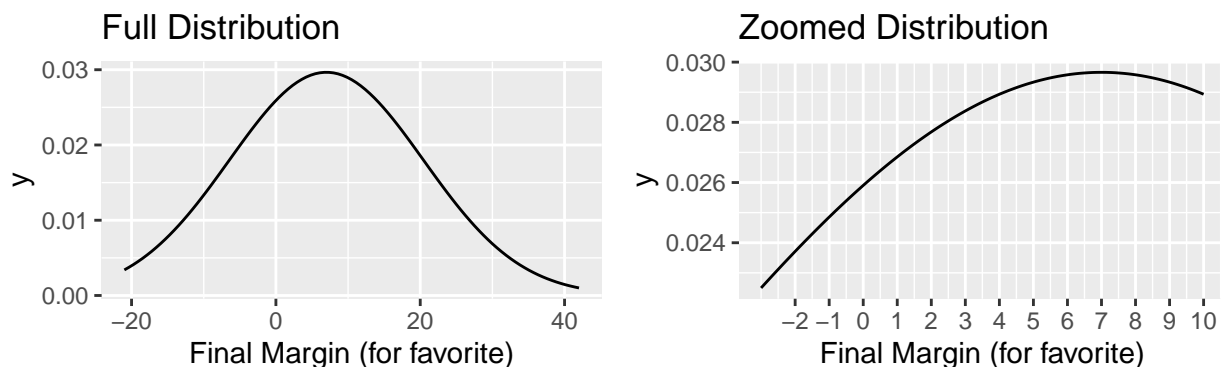 Full Distribution
0.03
0.02
0.01
0.00
y
−20 0 20 40
Final Margin (for favorite)
Zoomed Distribution
0.030
0.028
0.026
0.024
y
−2 −1 0 1 2 3 4 5 6 7 8 9 10
Final Margin (for favorite)